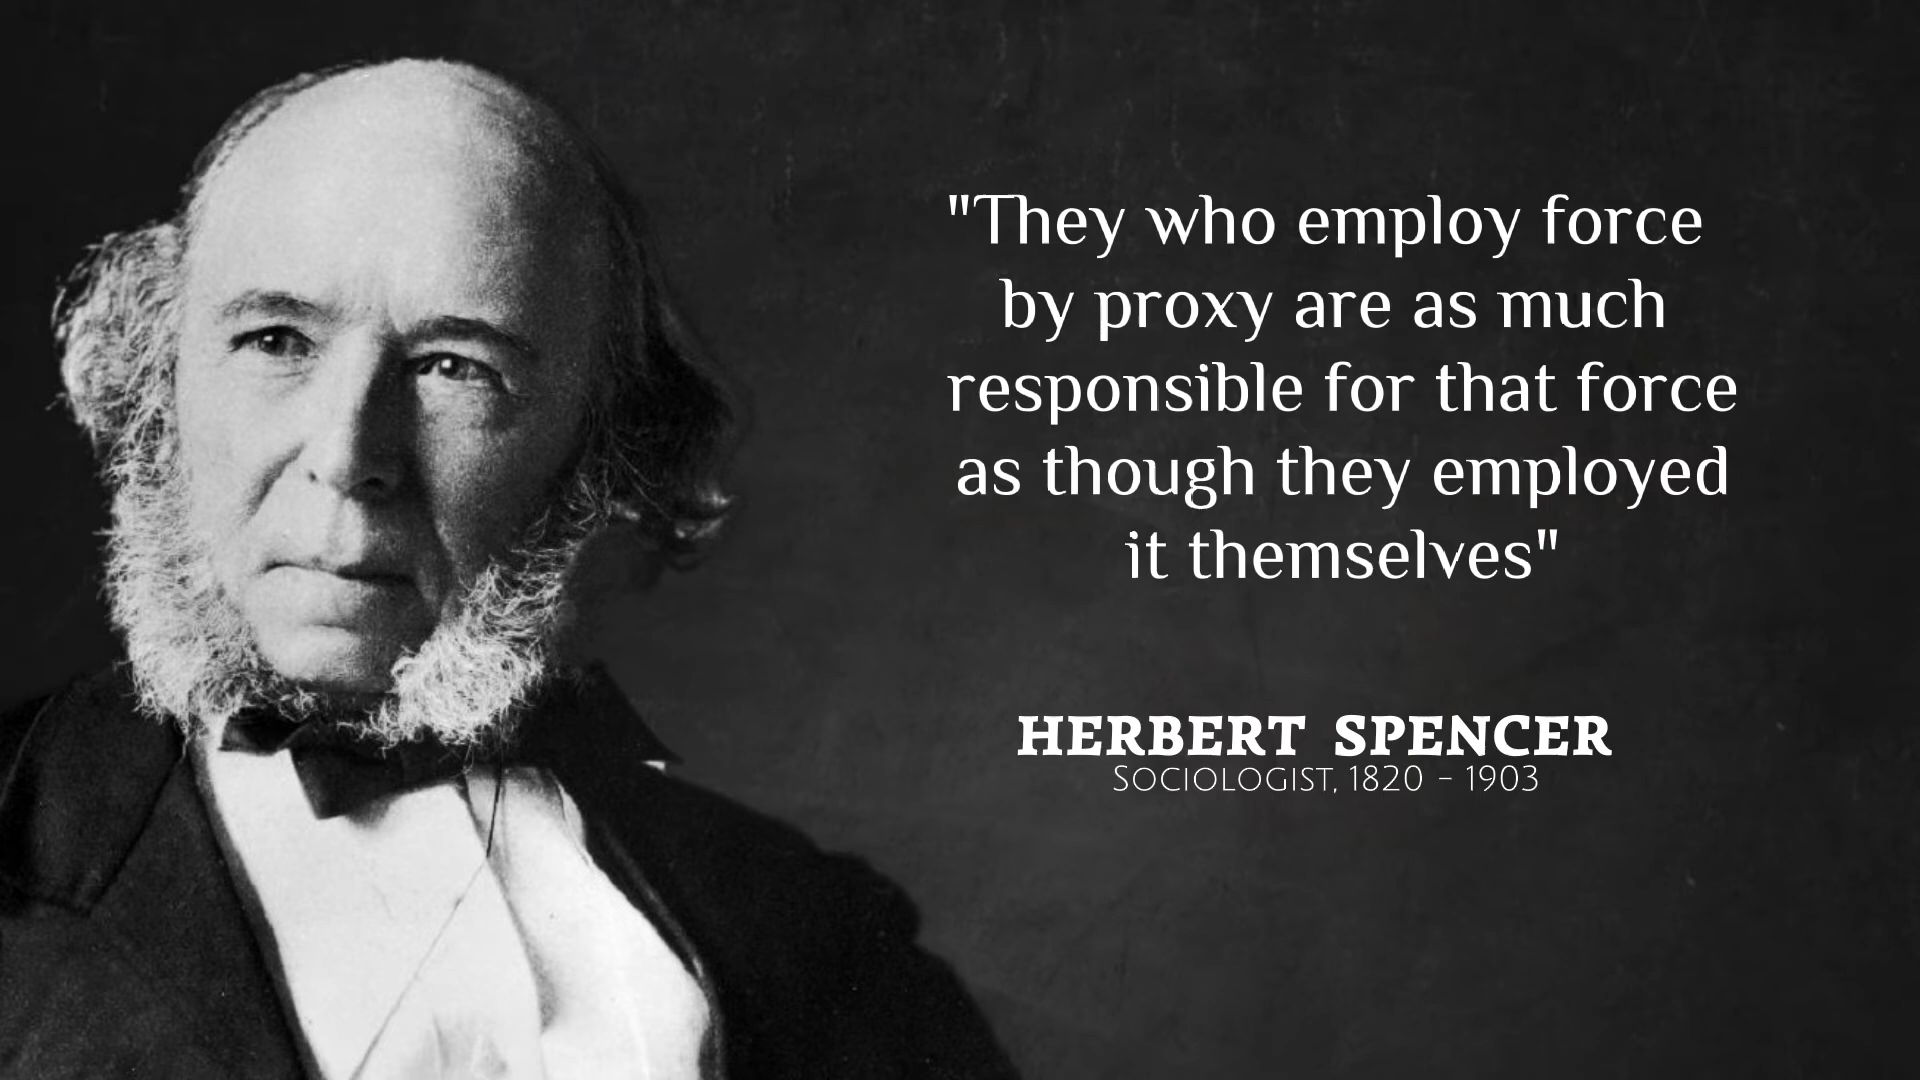 "They who employ force
by proxy are as much
responsible for that force
as though they employed
it themselves"
HERBERT SPENCER
SOCIOLOGIST, 1820 - 1903